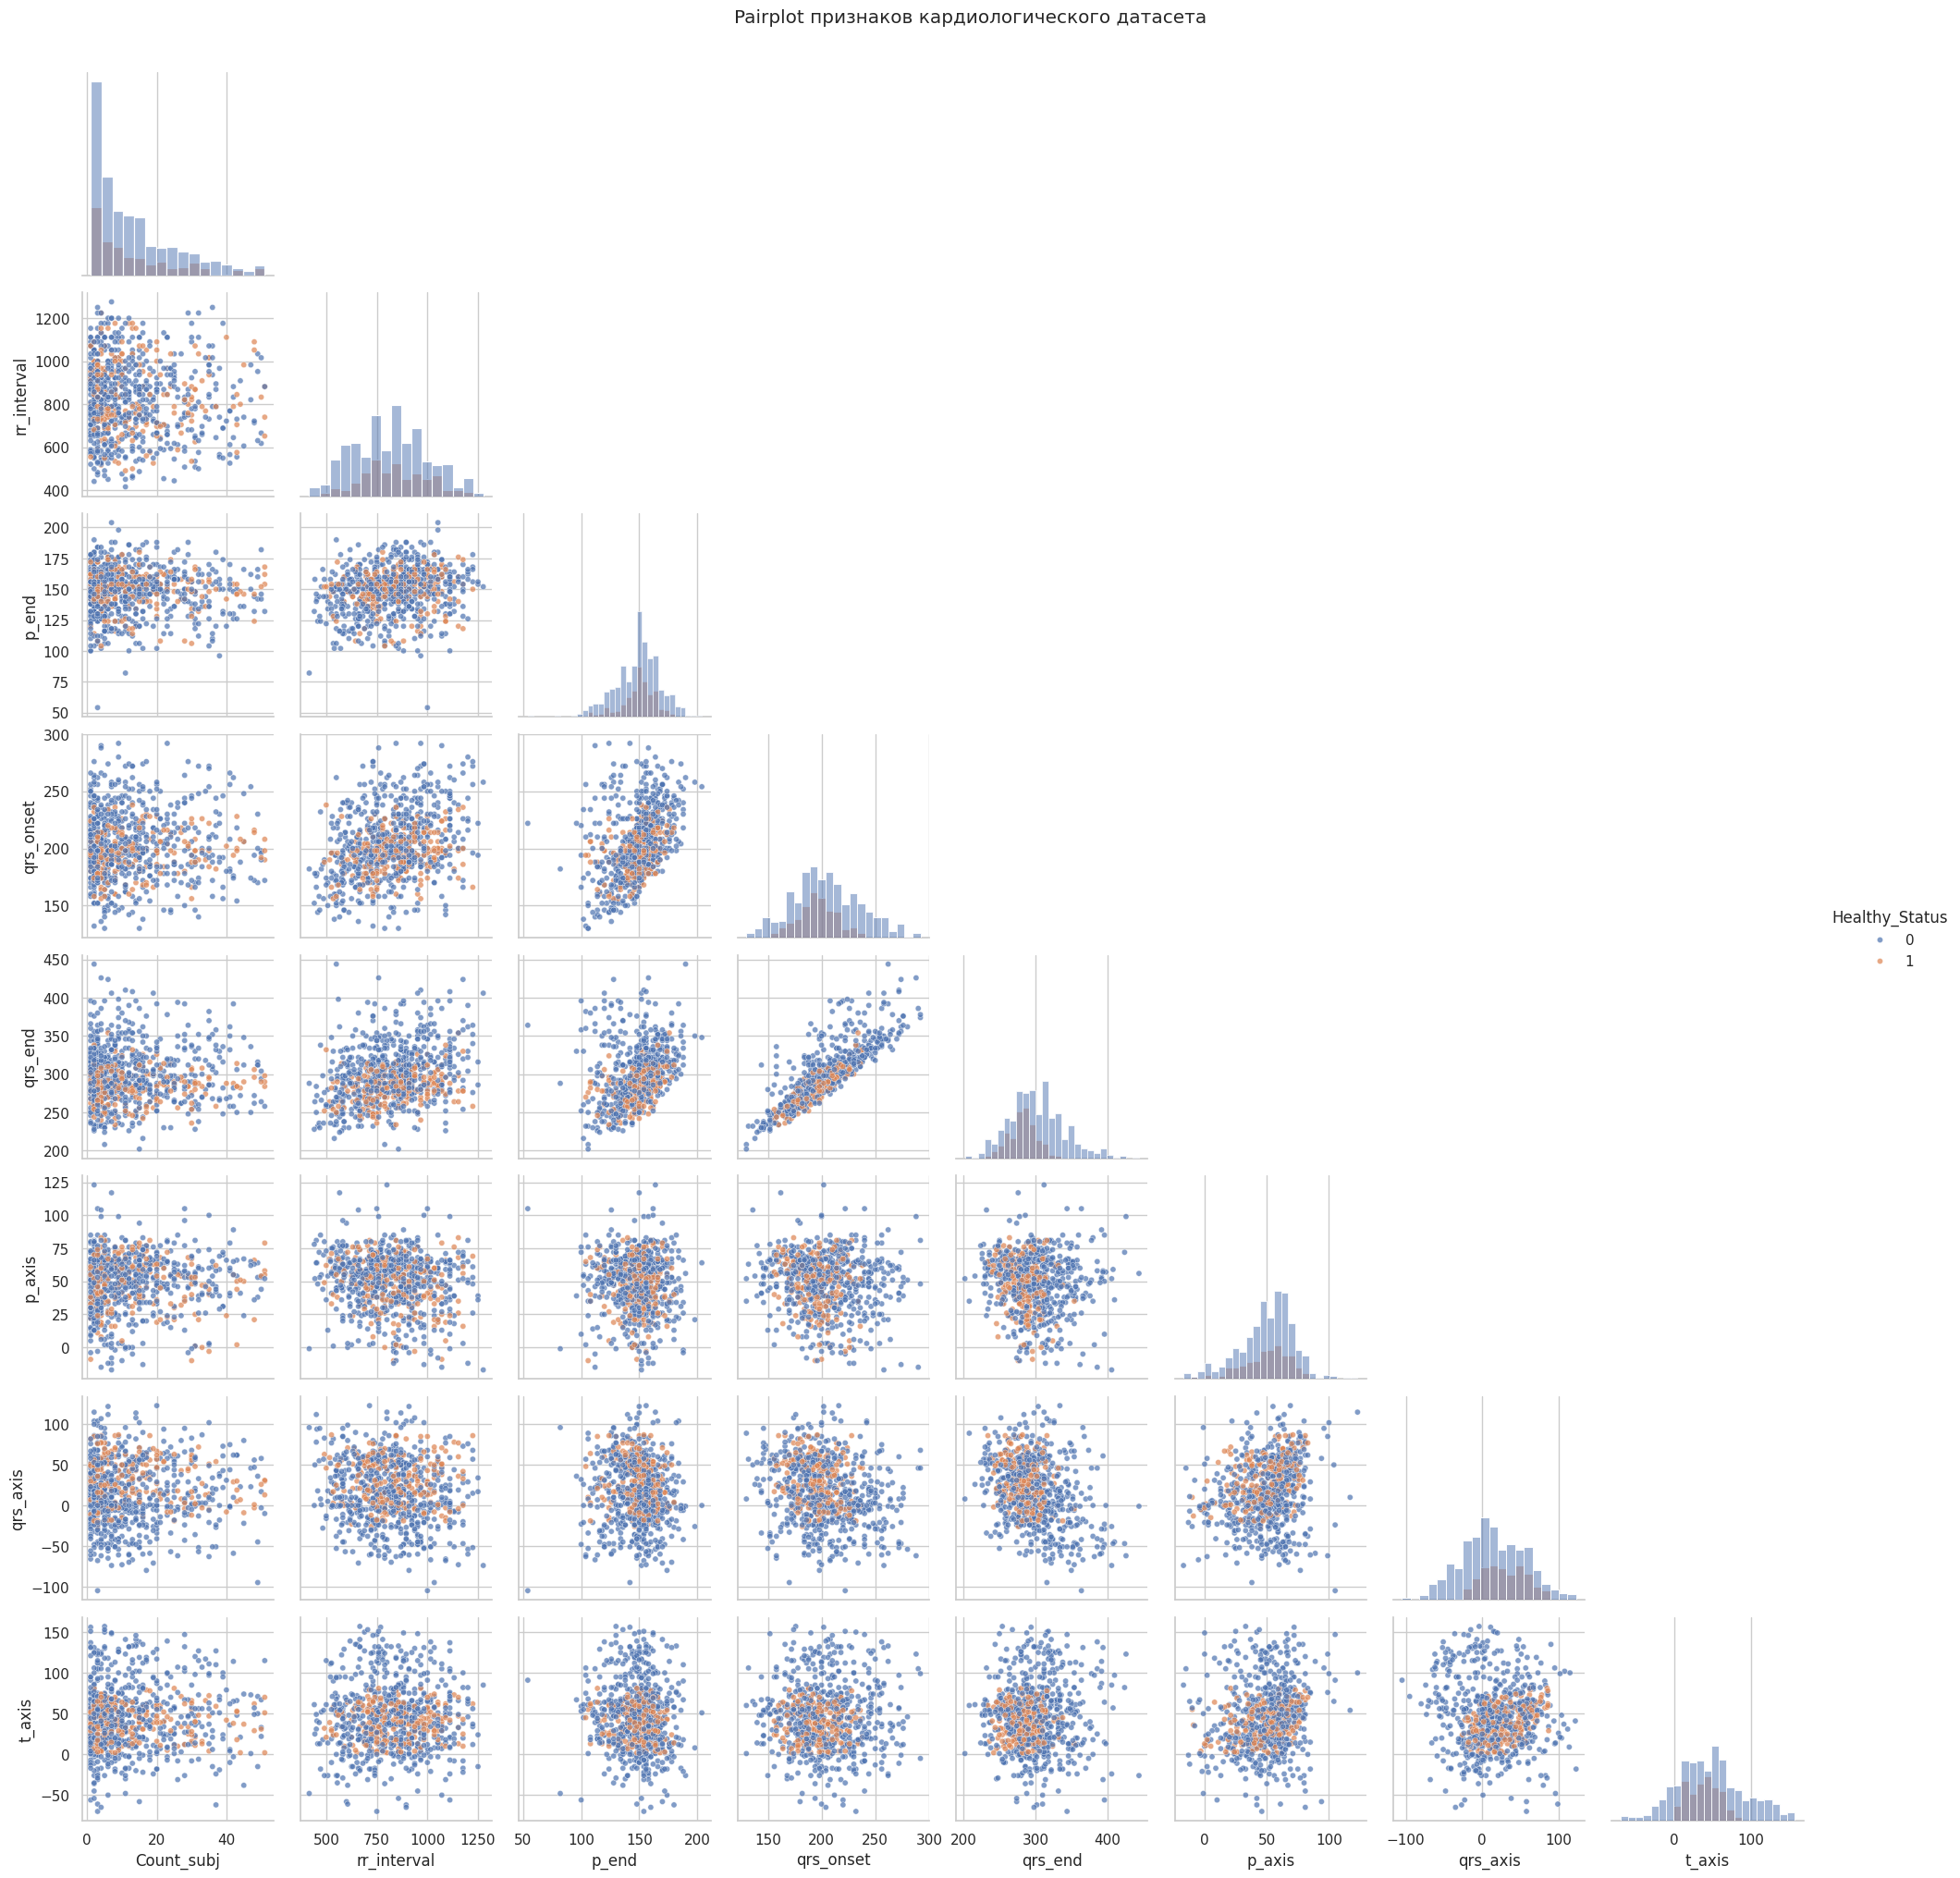 Pairplot признаков кардиологического датасета
rr_interval
1200
1000
800
600
400
p_end
200
175
150
125
100
75
50
qrs_onset
300
250
200
150
Healthy_Status
0
1
qrs_end
450
400
350
300
250
200
p_axis
125
100
75
50
25
0
qrs_axis
100
50
0
−50
−100
t_axis
150
100
50
0
−50
0 20 40
500 750 1000 1250
50 100 150 200
150 200 250 300
200 300 400
0 50 100
−100 0 100
0 100
Count_subj rr_interval p_end qrs_onset qrs_end p_axis qrs_axis t_axis